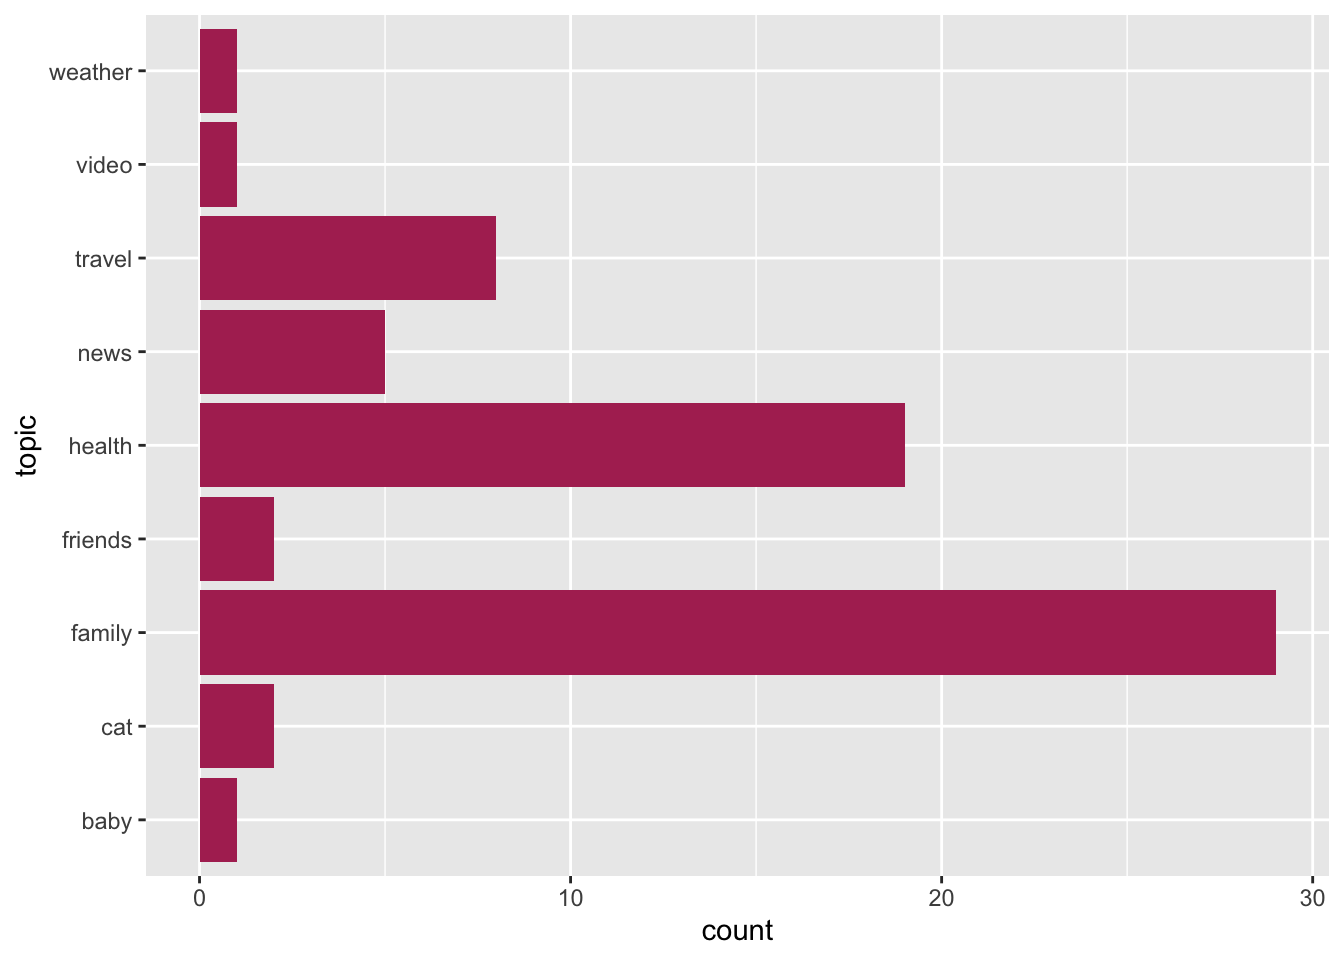 weather
video
travel
news
health
friends
family
cat
baby
topic
0 10 20 30
count